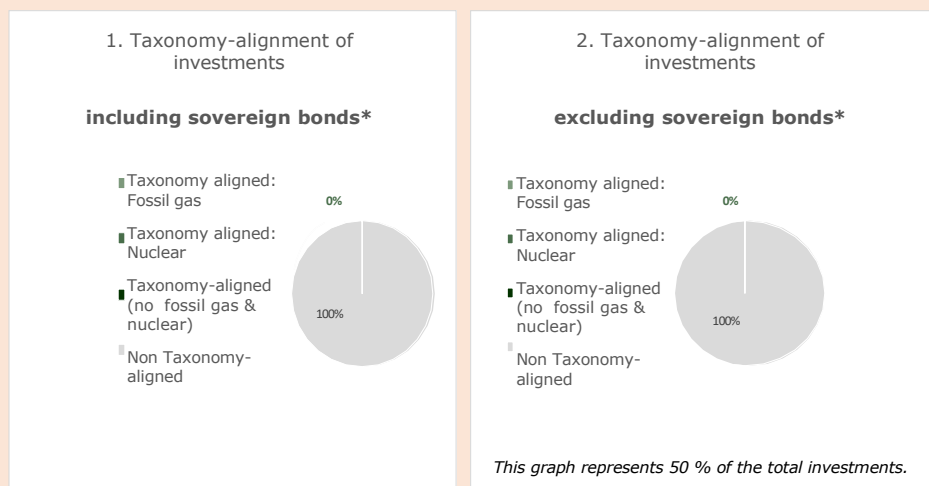 1. Taxonomy-alignment of
investments
including sovereign bonds*
Taxonomy aligned:
Fossil gas
Taxonomy aligned:
Nuclear
Taxonomy-aligned
(no fossil gas &
nuclear)
Non Taxonomy-
aligned
0%
100%
2. Taxonomy-alignment of
investments
excluding sovereign bonds*
Taxonomy aligned:
Fossil gas
Taxonomy aligned:
Nuclear
Taxonomy-aligned
(no fossil gas &
nuclear)
Non Taxonomy-
aligned
0%
100%
This graph represents 50 % of the total investments.